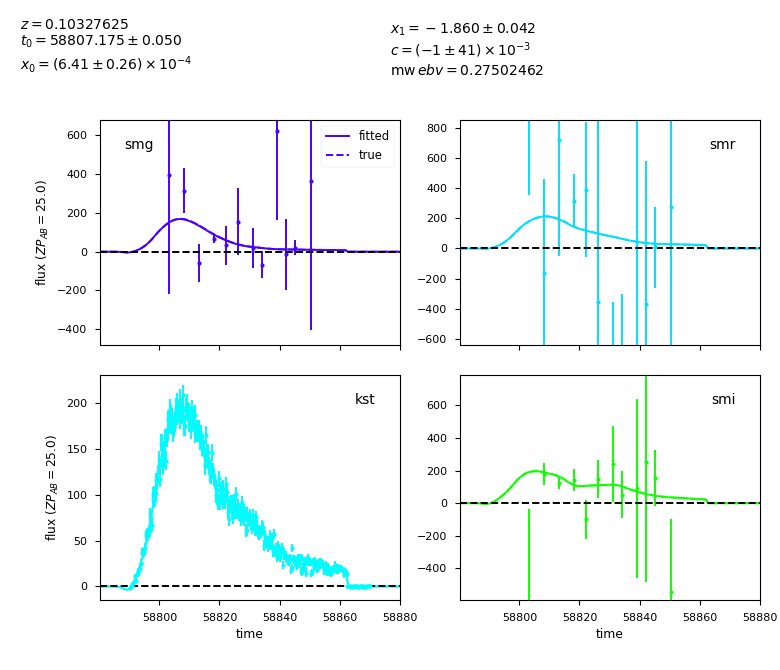 z = 0.10327625
t₀ = 58807.175 ± 0.050
x₀ = (6.41 ± 0.26) × 10⁻⁴
x₁ = −1.860 ± 0.042
c = (−1 ± 41) × 10⁻³
mw ebv = 0.27502462
smg
fitted
true
600
400
200
0
−200
−400
flux (ZP_AB = 25.0)
smr
800
600
400
200
0
−200
−400
−600
kst
200
150
100
50
0
flux (ZP_AB = 25.0)
58800 58820 58840 58860 58880
time
smi
600
400
200
0
−200
−400
58800 58820 58840 58860 58880
time